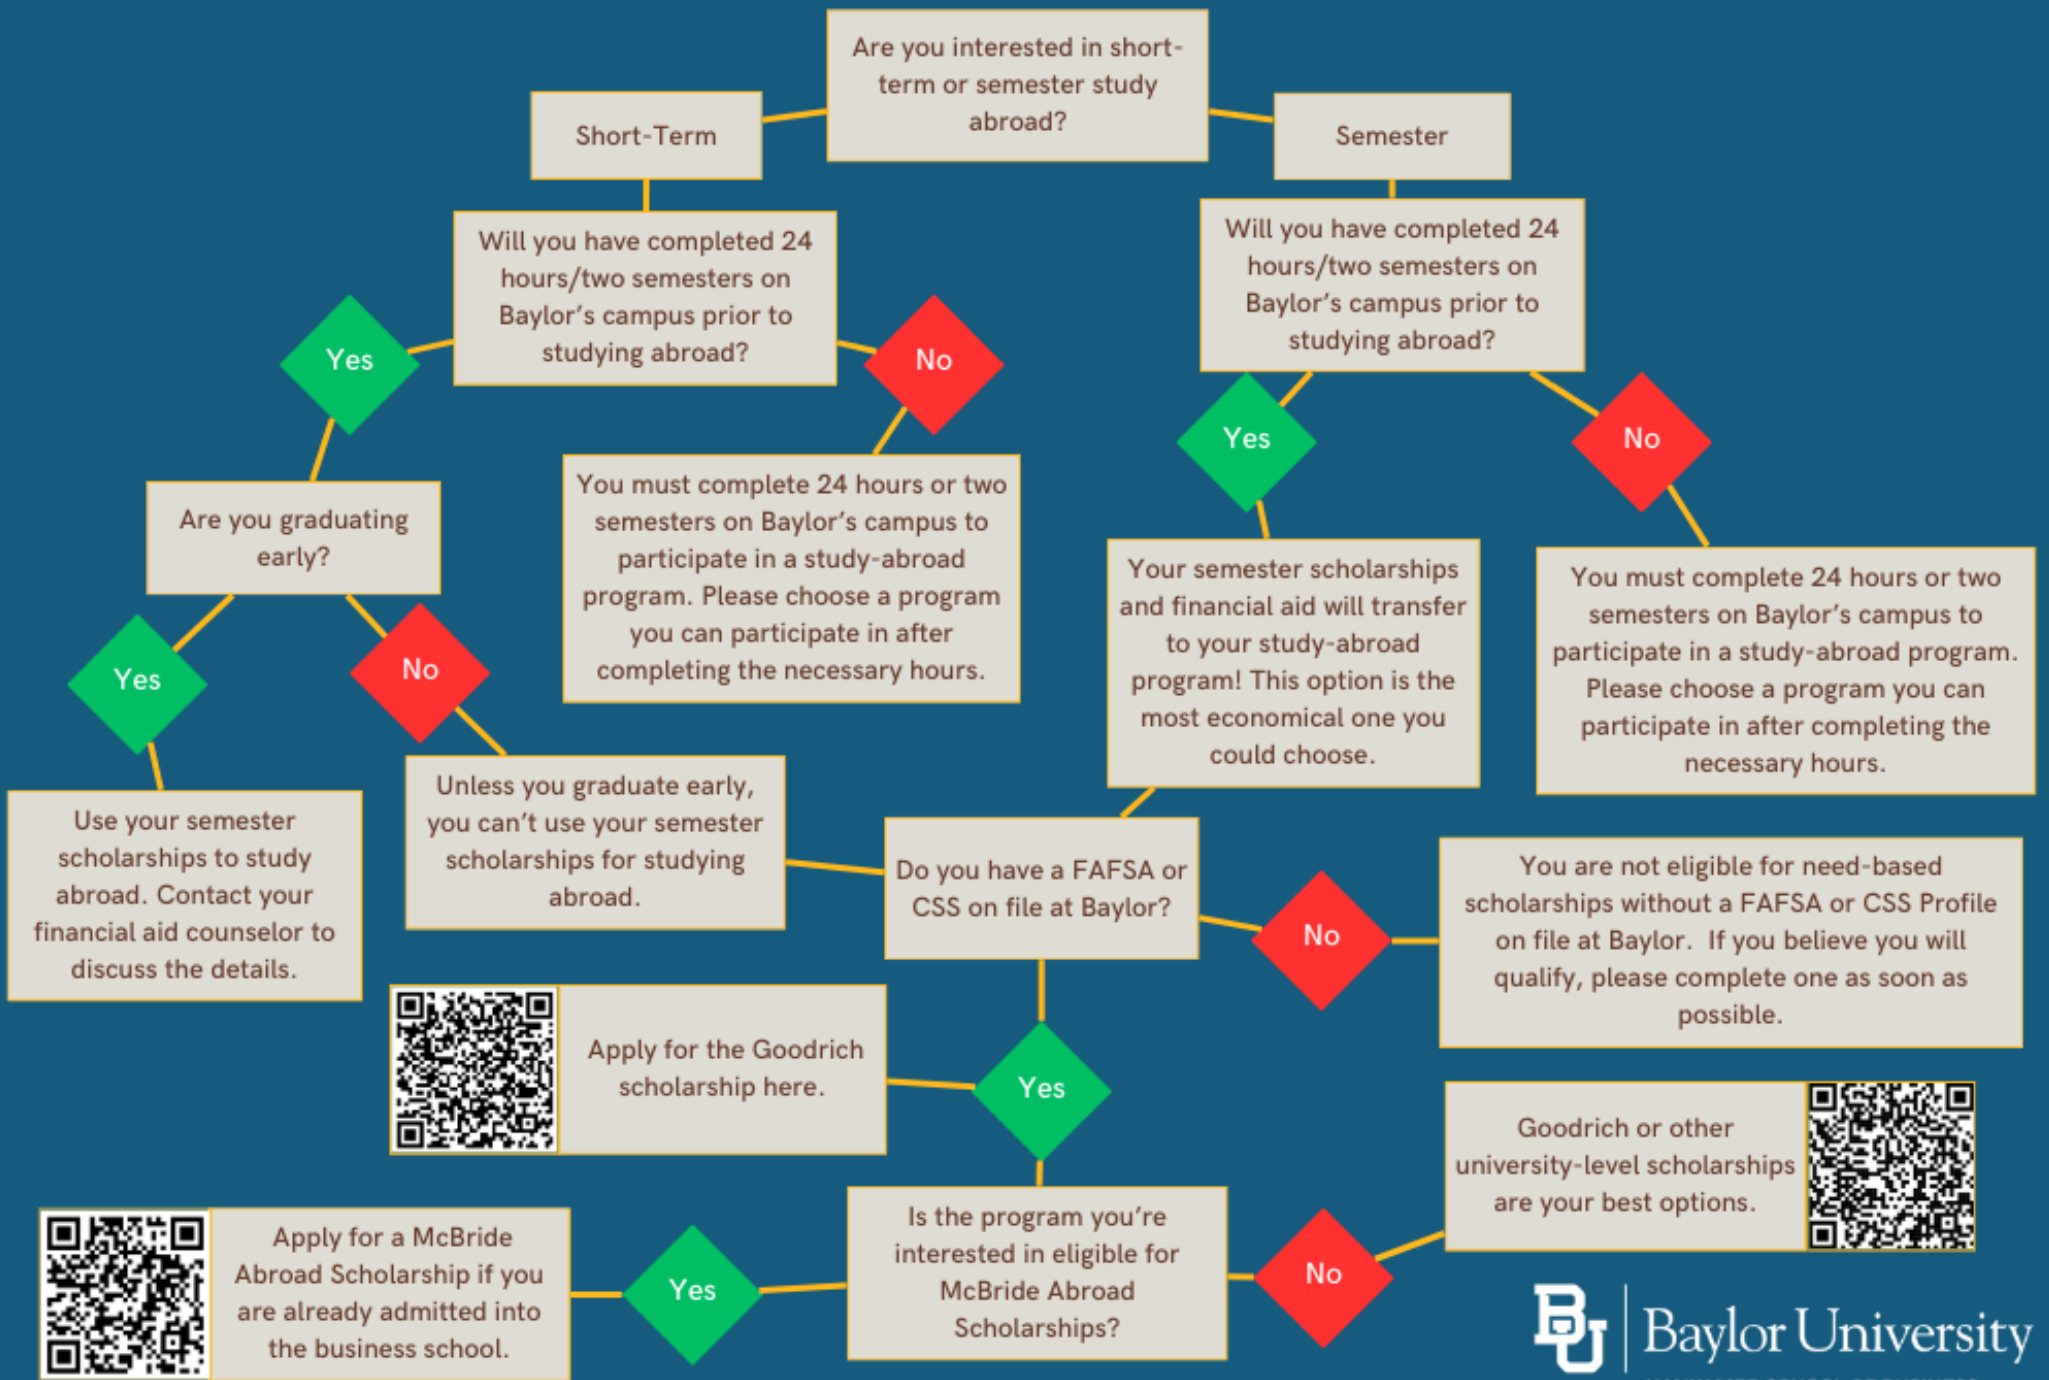 Are you interested in short-
term or semester study
abroad?
Short-Term
Semester
Will you have completed 24
hours/two semesters on
Baylor's campus prior to
studying abroad?
Will you have completed 24
hours/two semesters on
Baylor's campus prior to
studying abroad?
Yes
No
Yes
No
Are you graduating
early?
You must complete 24 hours or two
semesters on Baylor's campus to
participate in a study-abroad
program. Please choose a program
you can participate in after
completing the necessary hours.
Your semester scholarships
and financial aid will transfer
to your study-abroad
program! This option is the
most economical one you
could choose.
You must complete 24 hours or two
semesters on Baylor's campus to
participate in a study-abroad program.
Please choose a program you can
participate in after completing the
necessary hours.
Yes
No
Use your semester
scholarships to study
abroad. Contact your
financial aid counselor to
discuss the details.
Unless you graduate early,
you can't use your semester
scholarships for studying
abroad.
Do you have a FAFSA or
CSS on file at Baylor?
No
You are not eligible for need-based
scholarships without a FAFSA or CSS Profile
on file at Baylor. If you believe you will
qualify, please complete one as soon as
possible.
Apply for the Goodrich
scholarship here.
Yes
Goodrich or other
university-level scholarships
are your best options.
Apply for a McBride
Abroad Scholarship if you
are already admitted into
the business school.
Yes
Is the program you're
interested in eligible for
McBride Abroad
Scholarships?
No
BU
Baylor University